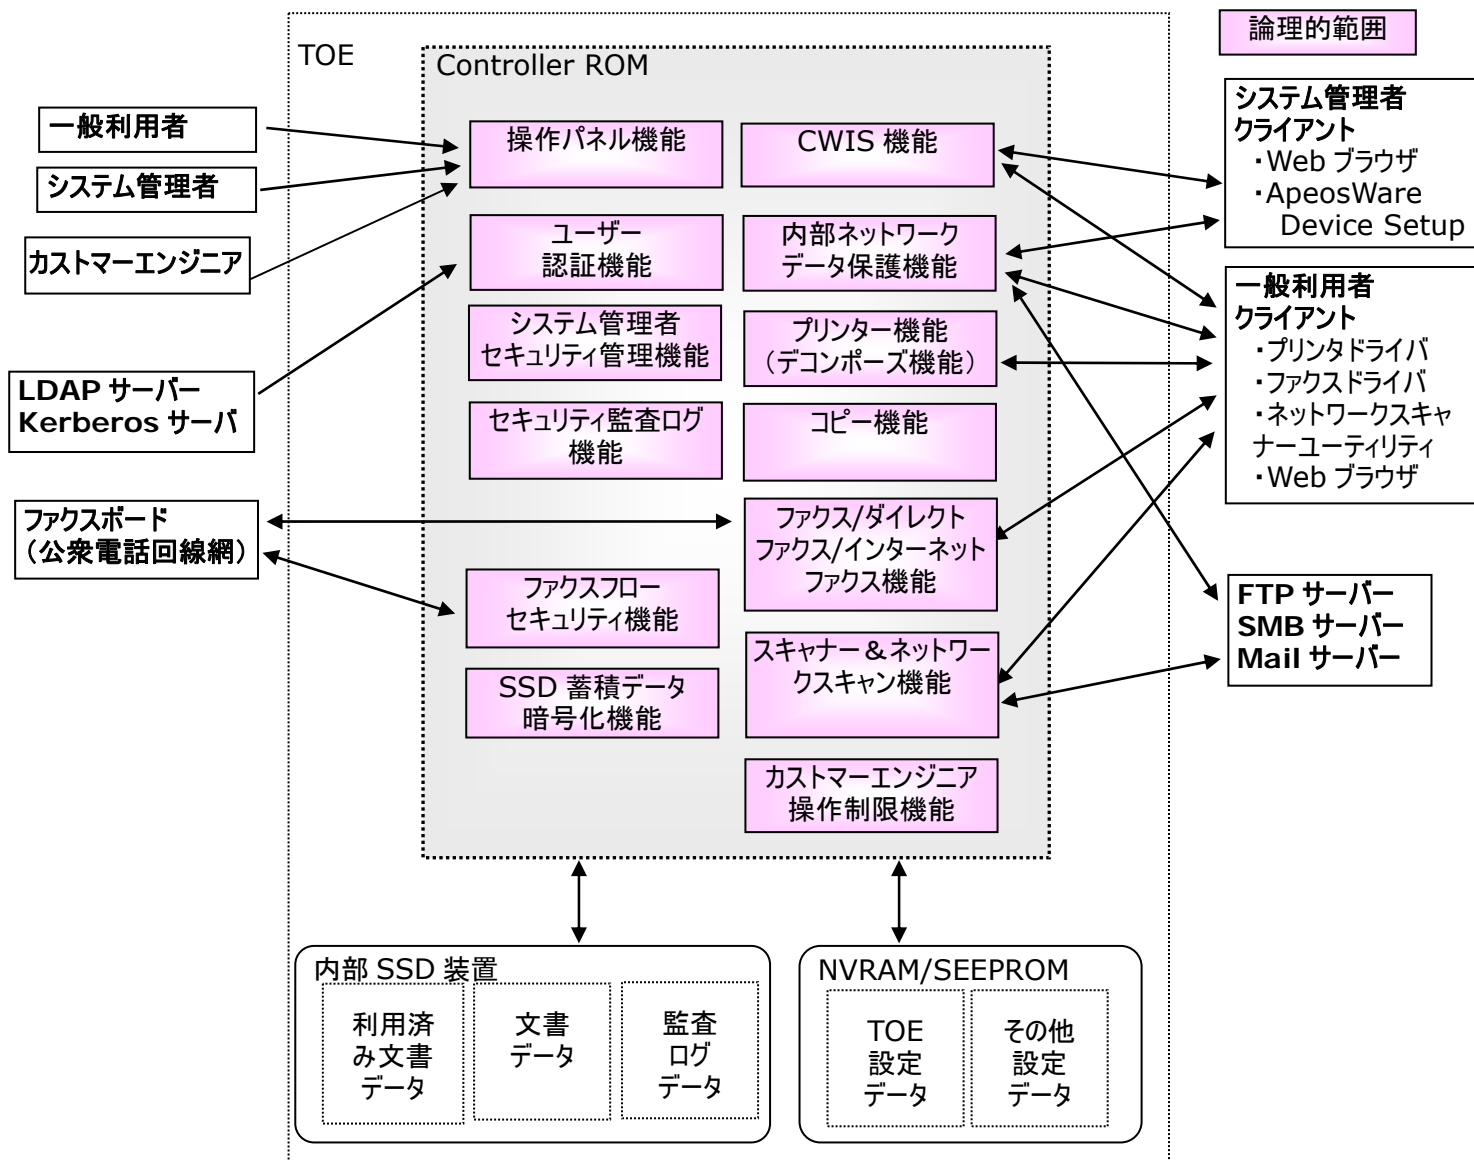 論理的範囲
TOE
Controller ROM
一般利用者
システム管理者
カストマーエンジニア
LDAP サーバー
Kerberos サーバ
ファクスボード
（公衆電話回線網）
操作パネル機能
ユーザー
認証機能
システム管理者
セキュリティ管理機能
セキュリティ監査ログ
機能
ファクスフロー
セキュリティ機能
SSD 蓄積データ
暗号化機能
CWIS 機能
内部ネットワーク
データ保護機能
プリンター機能
（デコンポーズ機能）
コピー機能
ファクス/ダイレクト
ファクス/インターネット
ファクス機能
スキャナー＆ネットワー
クスキャン機能
カストマーエンジニア
操作制限機能
システム管理者
クライアント
・Web ブラウザ
・ApeosWare
Device Setup
一般利用者
クライアント
・プリンタドライバ
・ファクスドライバ
・ネットワークスキャ
ナーユーティリティ
・Web ブラウザ
FTP サーバー
SMB サーバー
Mail サーバー
内部 SSD 装置
利用済
み文書
データ
文書
データ
監査
ログ
データ
NVRAM/SEEPROM
TOE
設定
データ
その他
設定
データ